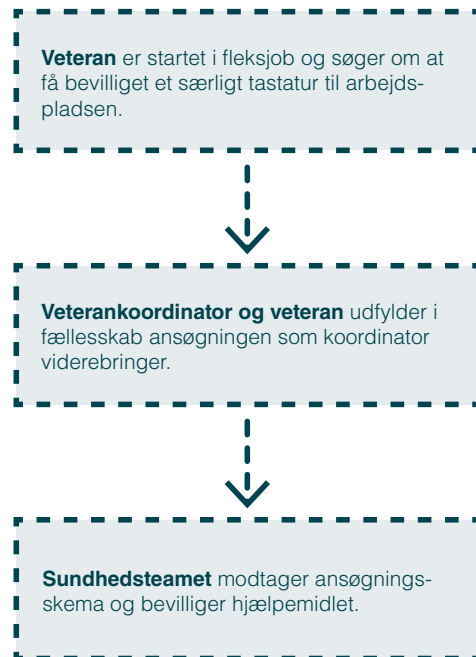 Veteran er startet i fleksjob og søger om at
få bevilliget et særligt tastatur til arbejds-
pladsen.
Veterankoordinator og veteran udfylder i
fællesskab ansøgningen som koordinator
viderebringer.
Sundhedsteamet modtager ansøgnings-
skema og bevilliger hjælpemidlet.